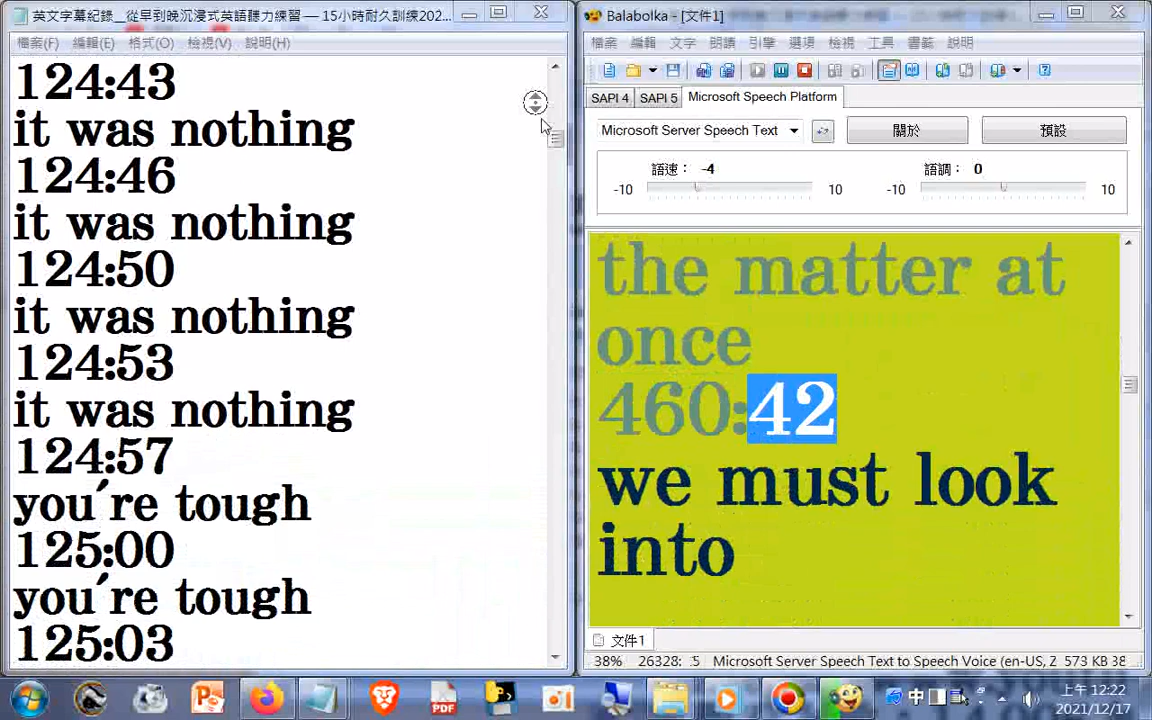 英文字幕紀錄__從早到晚沉浸式英語聽力練習 — 15小時耐久訓練202...
檔案(F) 編輯(E) 格式(O) 檢視(V) 說明(H)
124:43
it was nothing
124:46
it was nothing
124:50
it was nothing
124:53
it was nothing
124:57
you're tough
125:00
you're tough
125:03
Balabolka - [文件1]
檔案 編輯 文字 朗讀 引擎 選項 檢視 工具 書籤 說明
SAPI 4 SAPI 5 Microsoft Speech Platform
Microsoft Server Speech Text 關於 預設
語速： -4 語調： 0
-10 10 -10 10
the matter at
once
460:42
we must look
into
文件1
38% 26328: Microsoft Server Speech Text to Speech Voice (en-US, 2 573 KB 38
PDF 中 上午 12:22
2021/12/17